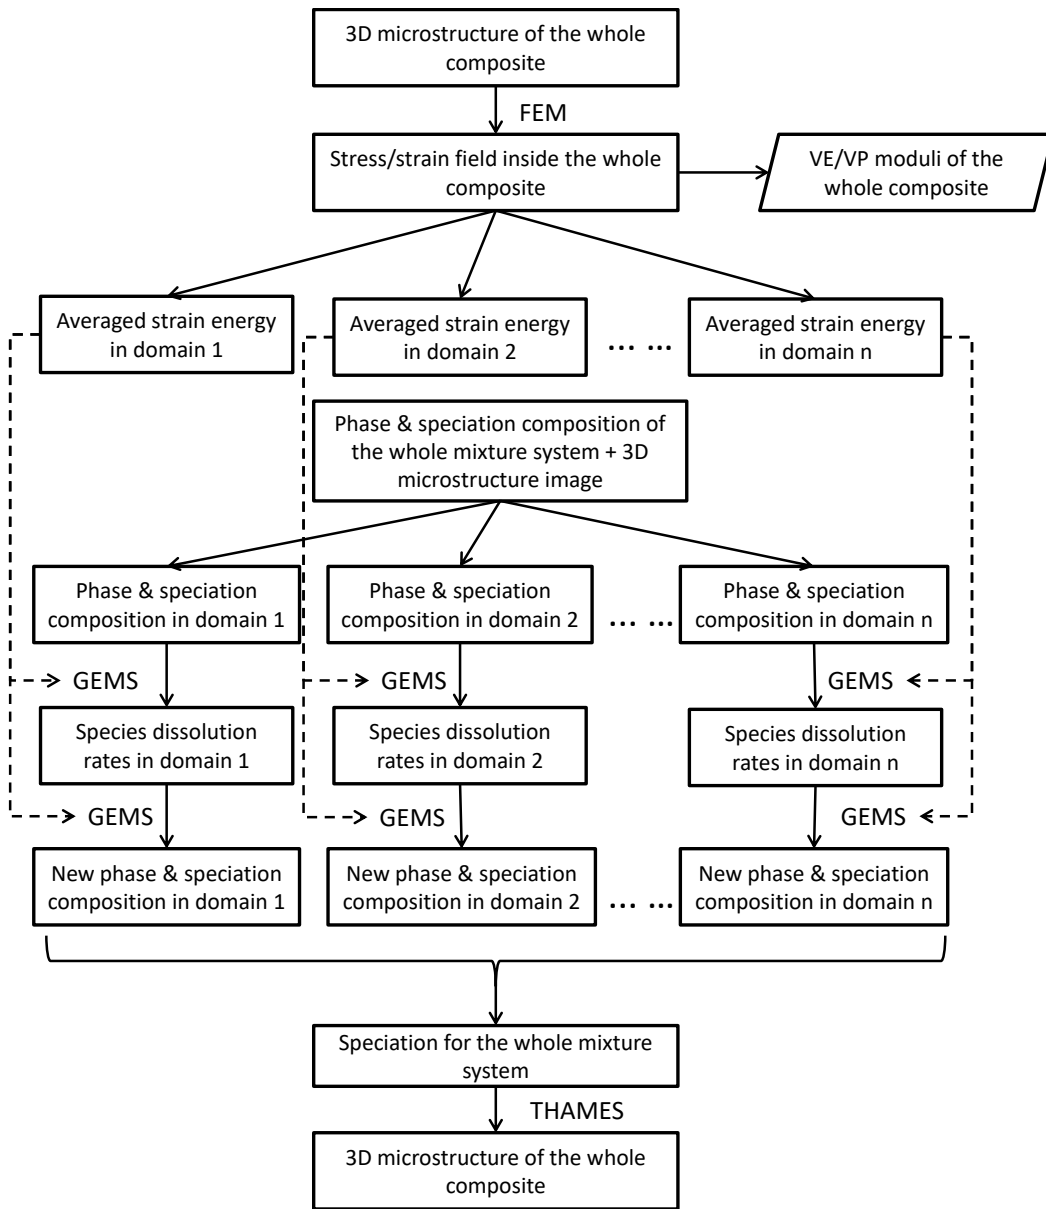 3D microstructure of the whole
composite
FEM
Stress/strain field inside the whole
composite
VE/VP moduli of the
whole composite
Averaged strain energy
in domain 1
Averaged strain energy
in domain 2
... ...
Averaged strain energy
in domain n
Phase & speciation composition of
the whole mixture system + 3D
microstructure image
Phase & speciation
composition in domain 1
Phase & speciation
composition in domain 2
... ...
Phase & speciation
composition in domain n
GEMS
GEMS
GEMS
Species dissolution
rates in domain 1
Species dissolution
rates in domain 2
Species dissolution
rates in domain n
GEMS
GEMS
GEMS
New phase & speciation
composition in domain 1
New phase & speciation
composition in domain 2
... ...
New phase & speciation
composition in domain n
Speciation for the whole mixture
system
THAMES
3D microstructure of the whole
composite